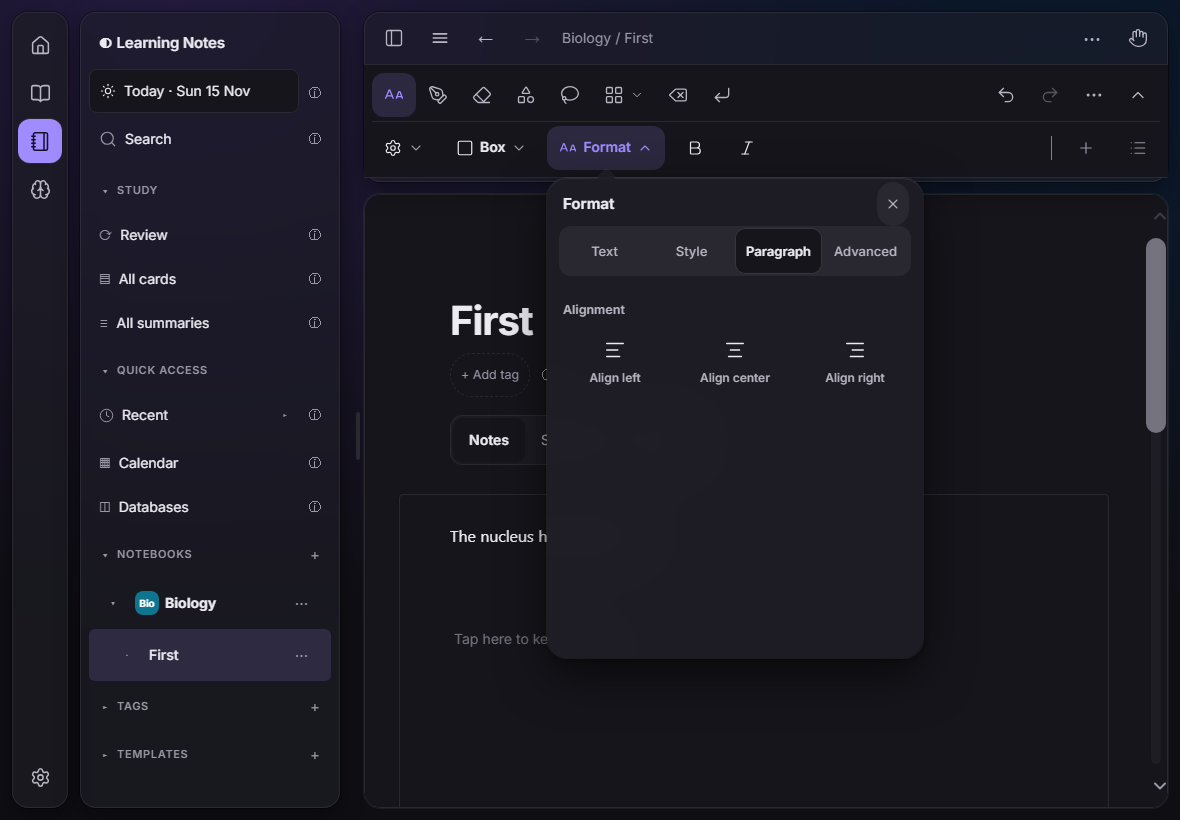 Learning Notes
Today · Sun 15 Nov
Search
STUDY
Review
All cards
All summaries
QUICK ACCESS
Recent
Calendar
Databases
NOTEBOOKS
Bio Biology
First
TAGS
TEMPLATES
Biology / First
AA
Box
AA Format
B
I
Format
Text
Style
Paragraph
Advanced
Alignment
Align left
Align center
Align right
First
+ Add tag
Notes
The nucleus h
Tap here to ke